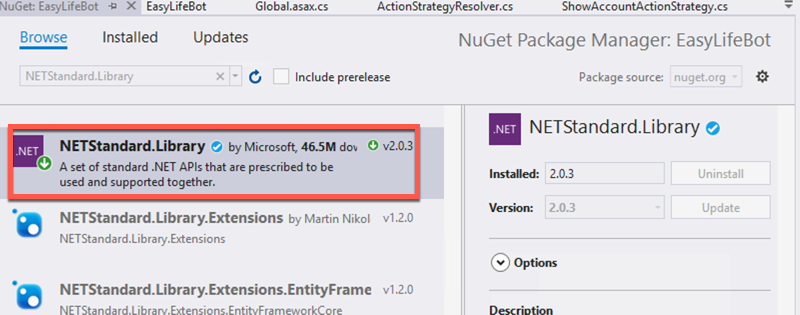 NuGet: EasyLifeBot
EasyLifeBot
Global.asax.cs
ActionStrategyResolver.cs
ShowAccountActionStrategy.cs
Browse
Installed
Updates
NuGet Package Manager: EasyLifeBot
NETStandard.Library
Include prerelease
Package source: nuget.org
.NET
NETStandard.Library by Microsoft, 46.5M dow v2.0.3
A set of standard .NET APIs that are prescribed to be
used and supported together.
NETStandard.Library.Extensions by Martin Nikol v1.2.0
NETStandard.Library.Extensions
NETStandard.Library.Extensions.EntityFrame v1.2.0
NETStandard.Library.Extensions.EntityFrameworkCore
.NET
NETStandard.Library
Installed: 2.0.3 Uninstall
Version: 2.0.3 Update
Options
Description